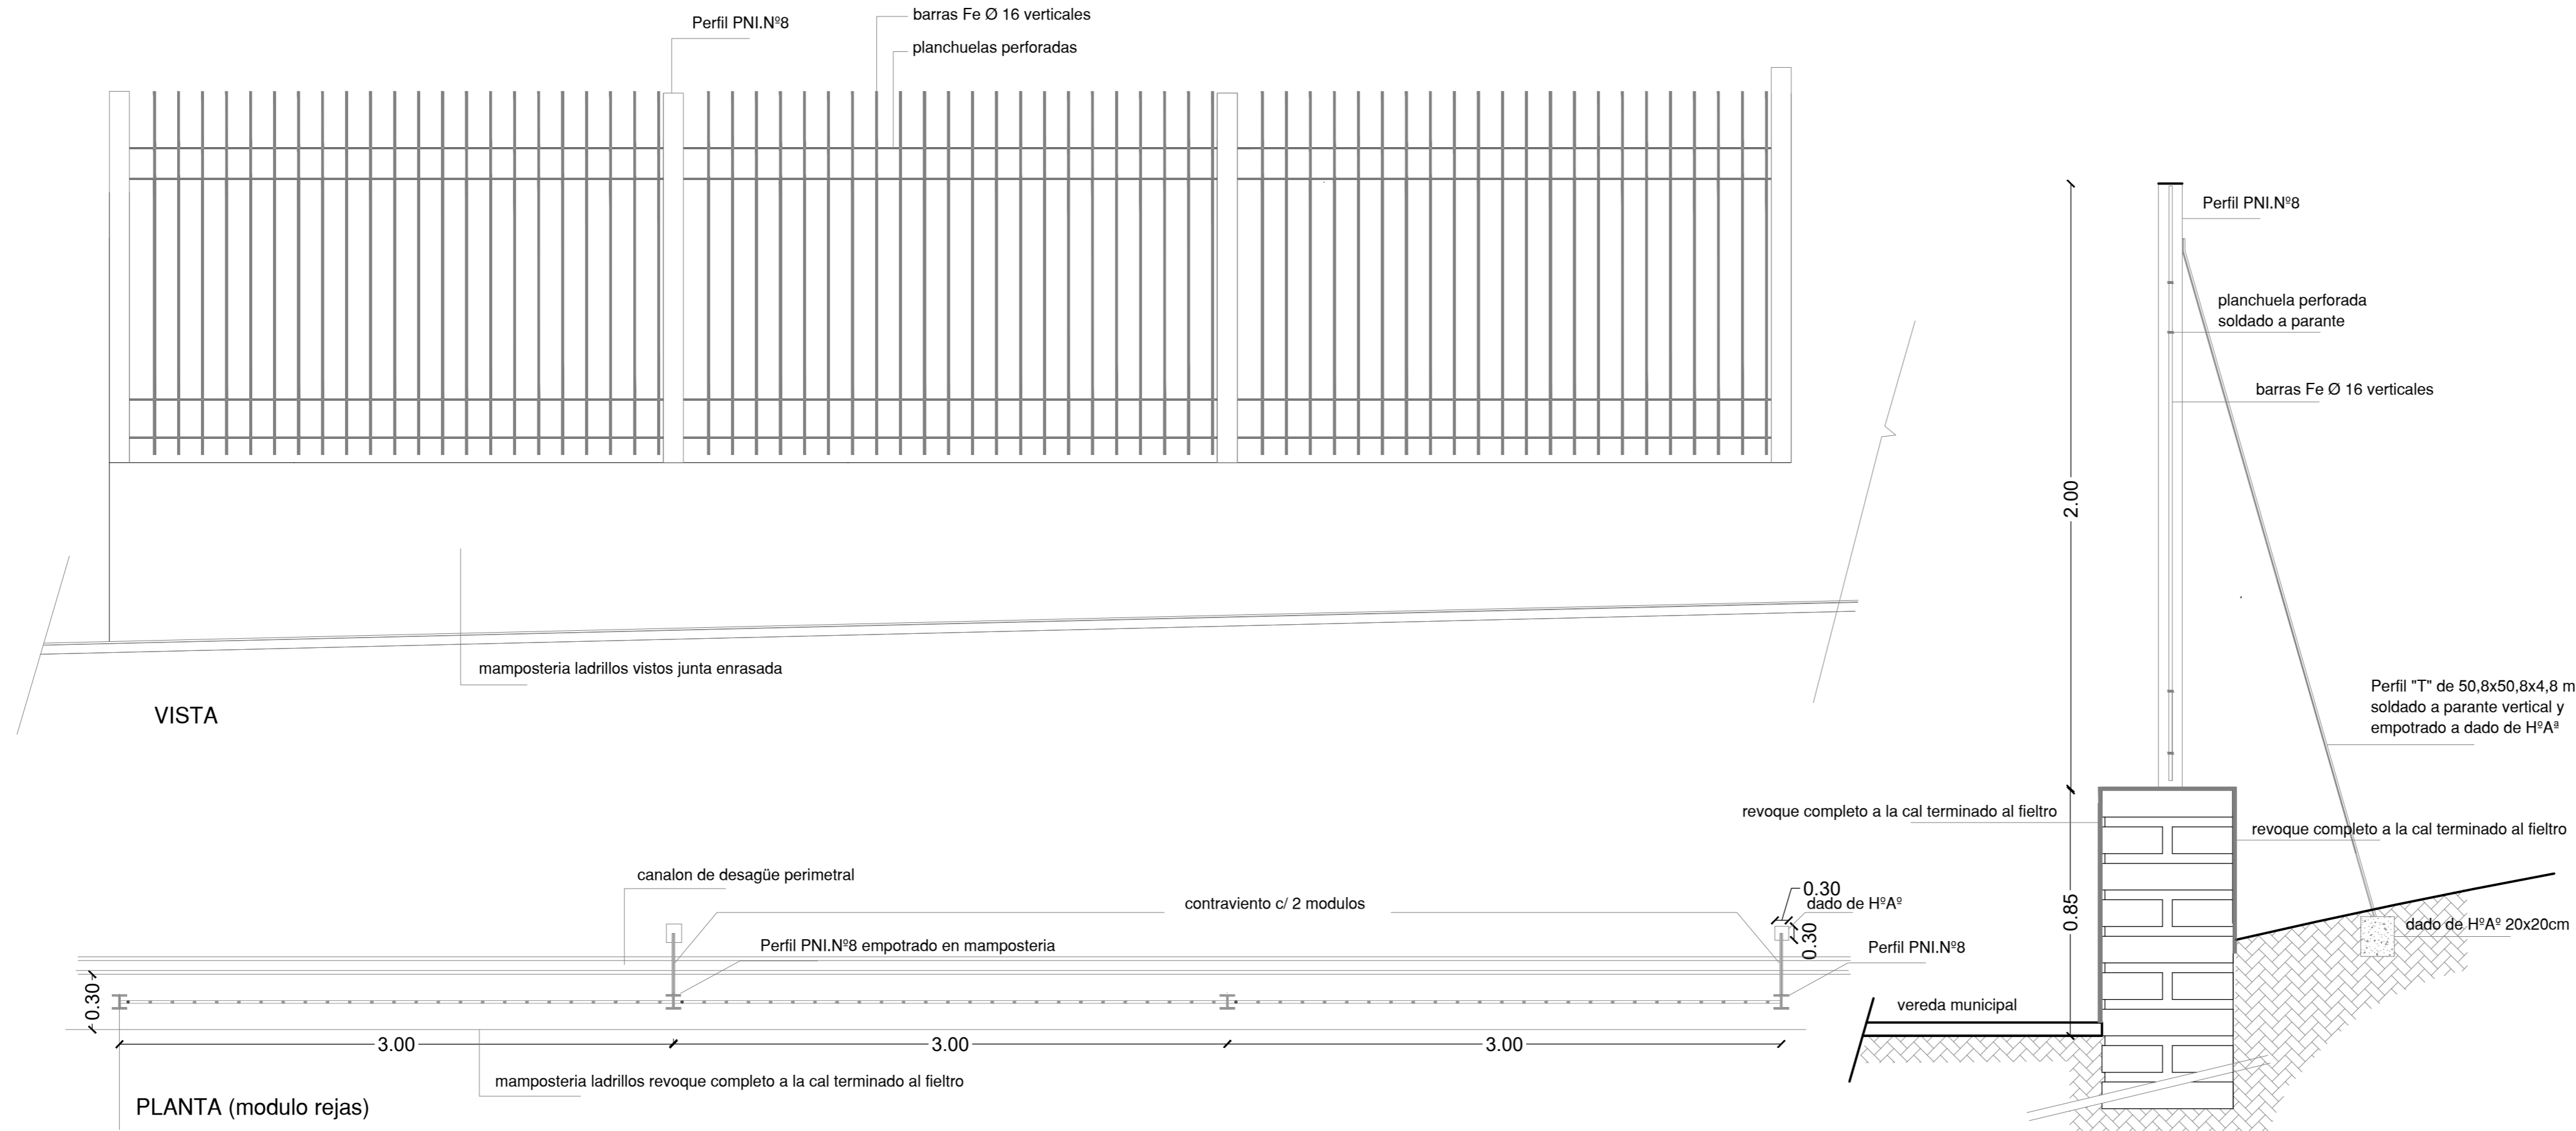 Perfil PNI.Nº8
barras Fe Ø 16 verticales
planchuelas perforadas
mamposteria ladrillos vistos junta enrasada
VISTA
Perfil PNI.Nº8
planchuela perforada
soldado a parante
barras Fe Ø 16 verticales
2.00
Perfil "T" de 50,8x50,8x4,8 m
soldado a parante vertical y
empotrado a dado de HºAª
revoque completo a la cal terminado al fieltro
revoque completo a la cal terminado al fieltro
0.85
dado de HºAº 20x20cm
vereda municipal
canalon de desagüe perimetral
contraviento c/ 2 modulos
0.30
dado de HºAº
0.30
Perfil PNI.Nº8 empotrado en mamposteria
Perfil PNI.Nº8
0.30
3.00
3.00
3.00
mamposteria ladrillos revoque completo a la cal terminado al fieltro
PLANTA (modulo rejas)